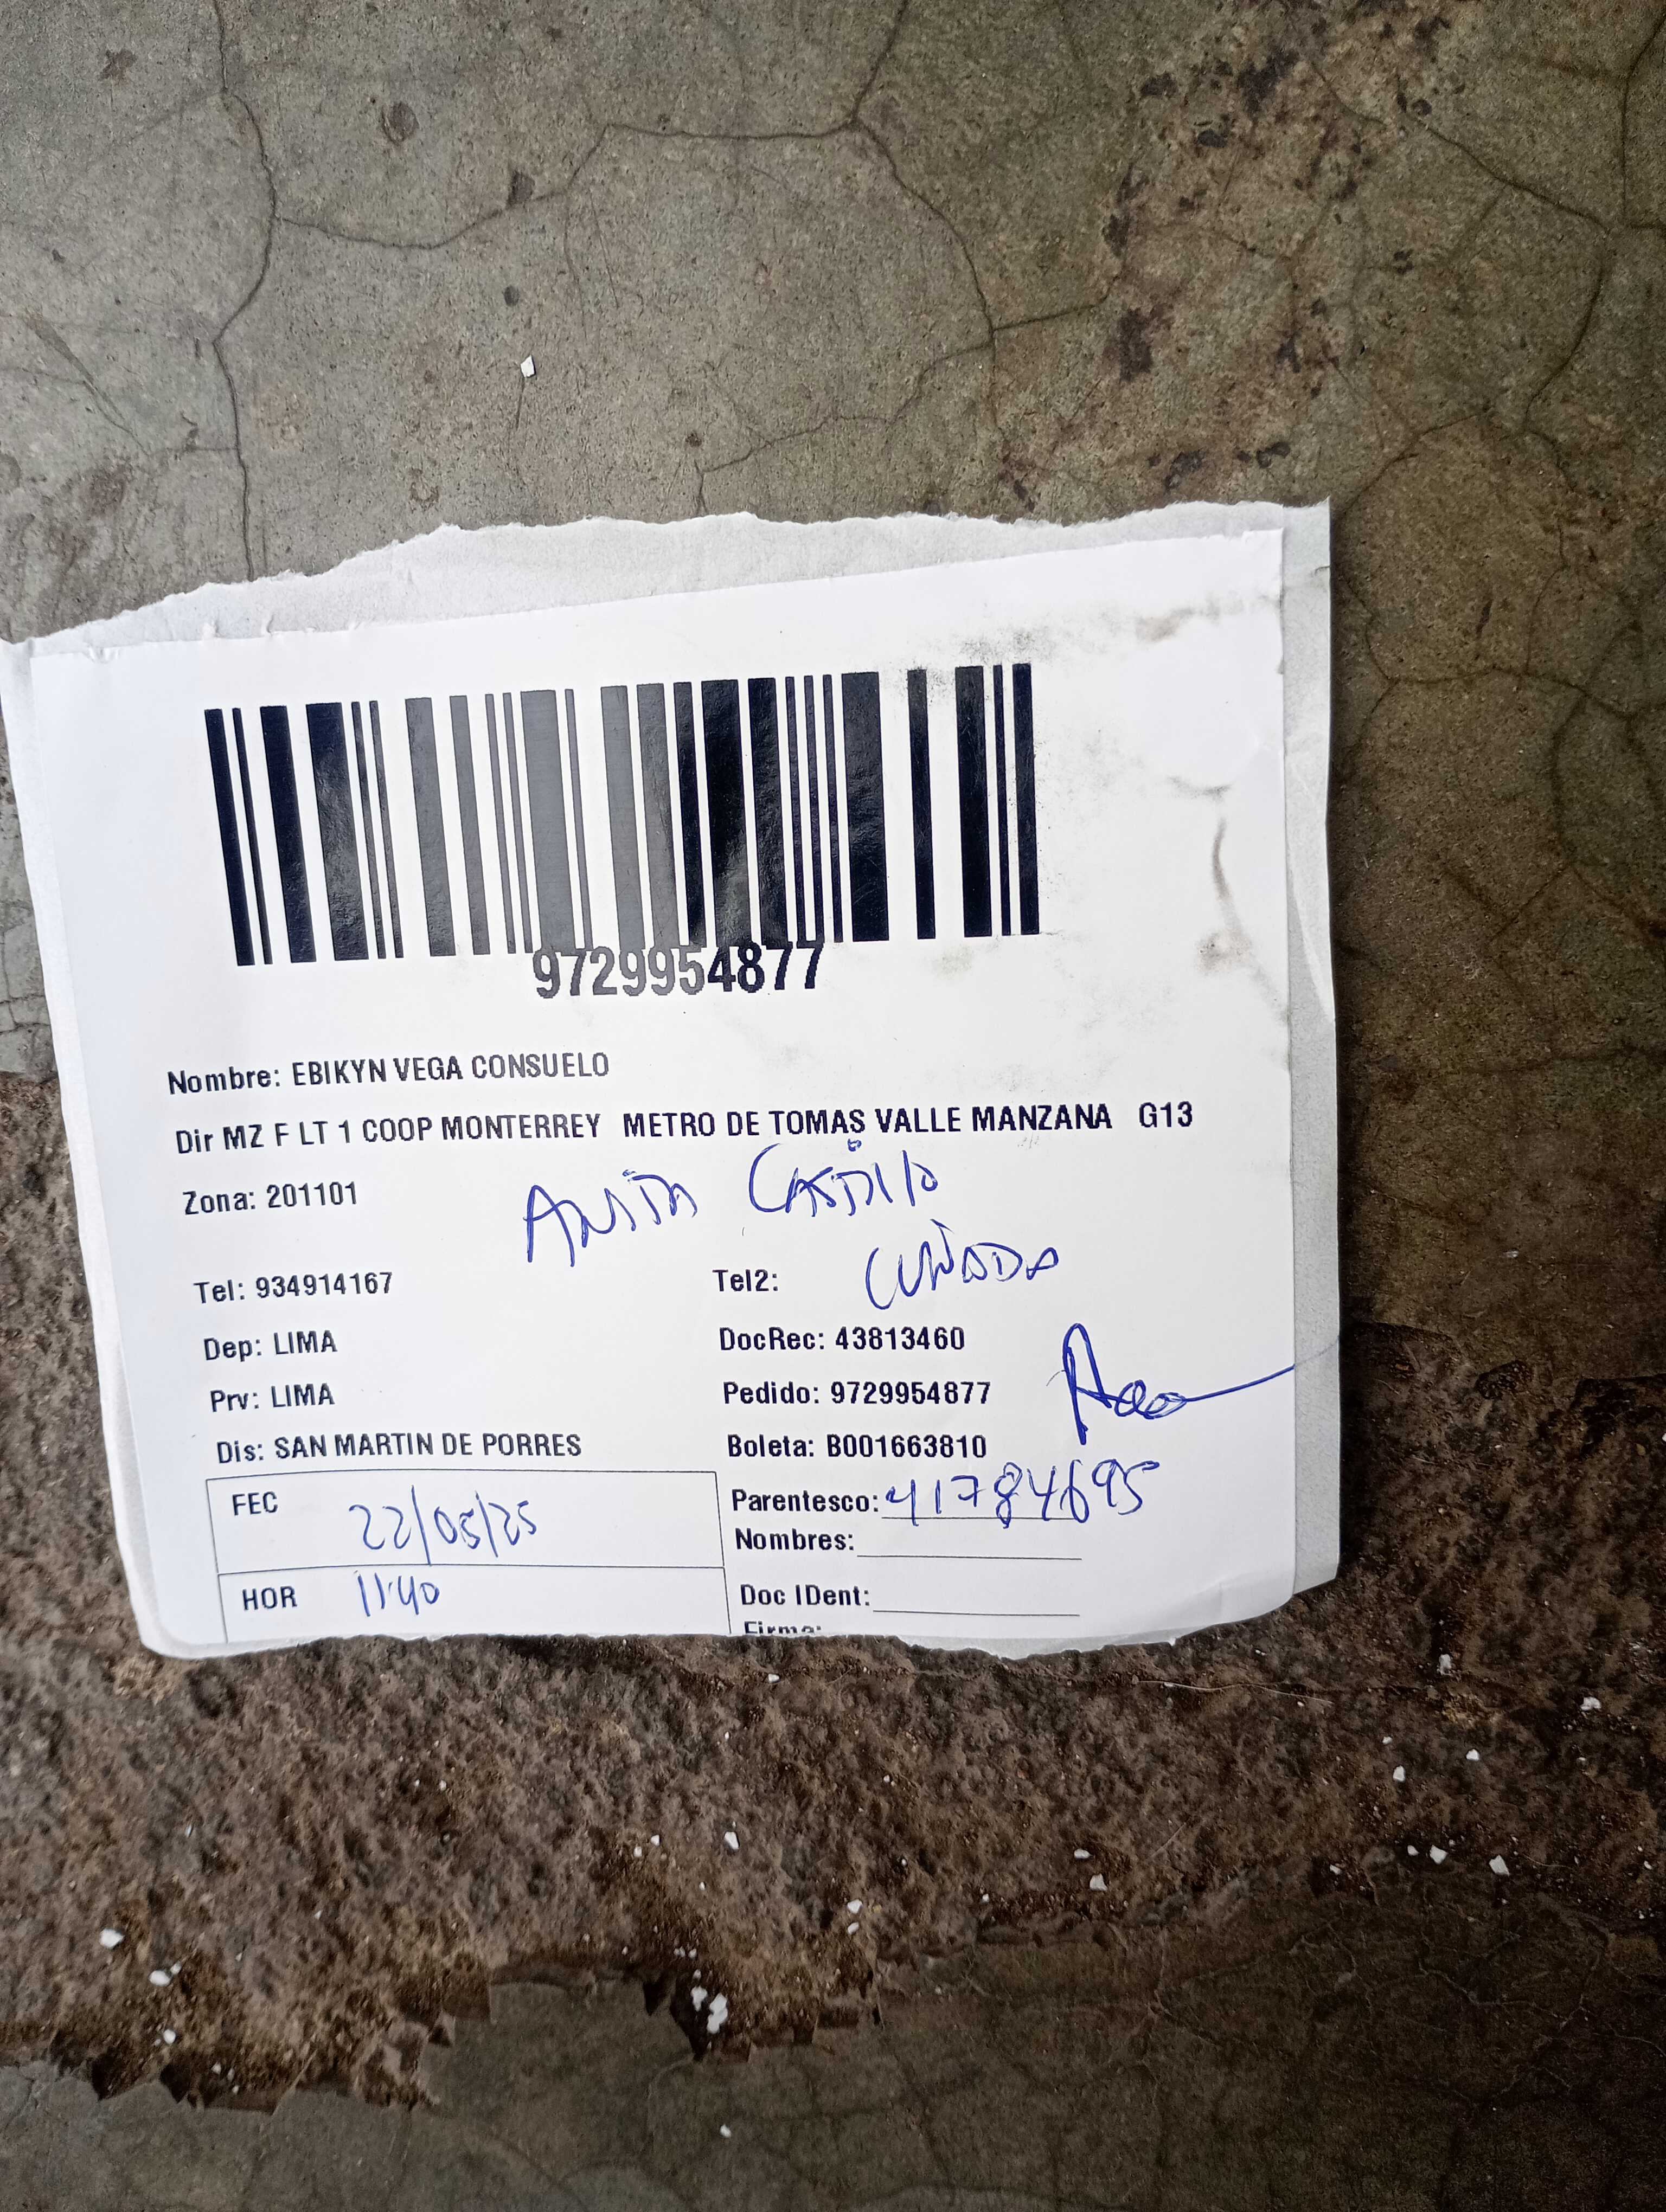 9729954877
Nombre: EBIKYN VEGA CONSUELO
Dir MZ F LT 1 COOP MONTERREY METRO DE TOMAS VALLE MANZANA G13
Zona: 201101
ANITA CASTILLO
Tel: 934914167
Tel2:
CUÑADA
Dep: LIMA
DocRec: 43813460
Prv: LIMA
Pedido: 9729954877
Dis: SAN MARTIN DE PORRES
Boleta: B001663810
FEC 22/05/25
Parentesco: 41784695
Nombres:
HOR 11:40
Doc IDent:
Firma: